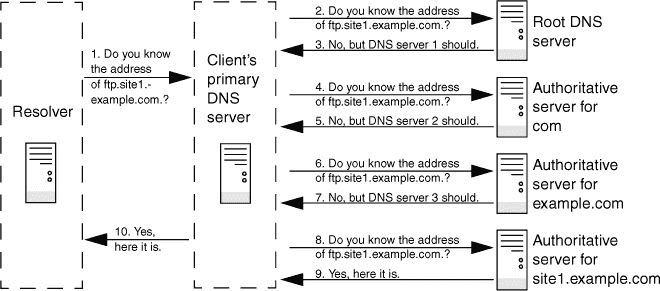 Resolver
1. Do you know
the address
of ftp.site1.-
example.com.?
Client's
primary
DNS
server
2. Do you know the address
of ftp.site1.example.com.?
3. No, but DNS server 1 should.
Root DNS
server
4. Do you know the address
of ftp.site1.example.com.?
5. No, but DNS server 2 should.
Authoritative
server for
com
6. Do you know the address
of ftp.site1.example.com.?
7. No, but DNS server 3 should.
Authoritative
server for
example.com
8. Do you know the address
of ftp.site1.example.com.?
9. Yes, here it is.
Authoritative
server for
site1.example.com
10. Yes,
here it is.